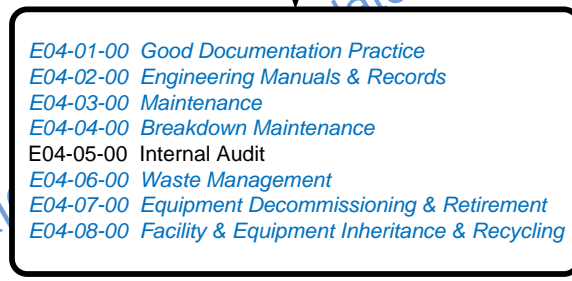 E04-01-00 Good Documentation Practice
E04-02-00 Engineering Manuals & Records
E04-03-00 Maintenance
E04-04-00 Breakdown Maintenance
E04-05-00 Internal Audit
E04-06-00 Waste Management
E04-07-00 Equipment Decommissioning & Retirement
E04-08-00 Facility & Equipment Inheritance & Recycling